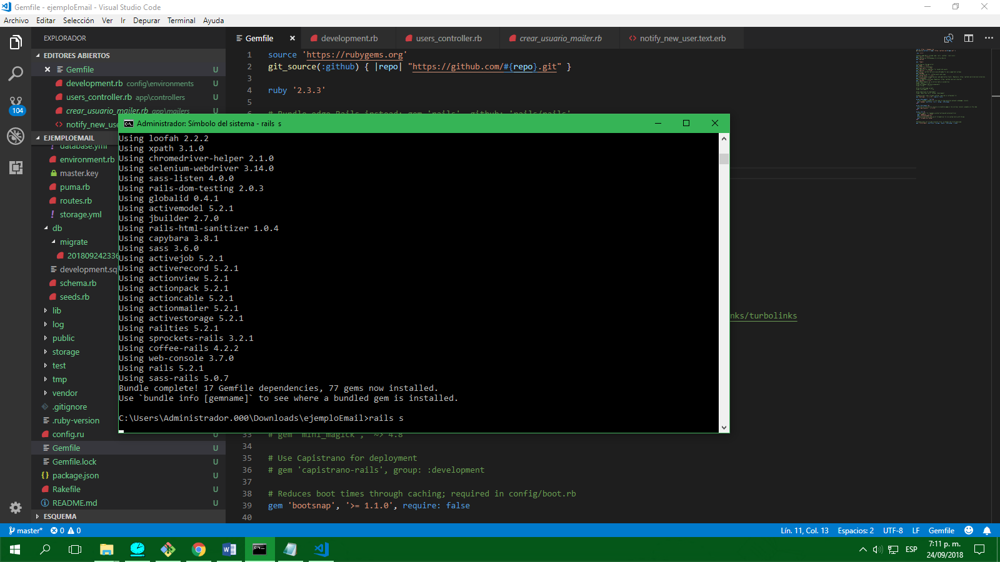 Gemfile - ejemploEmail - Visual Studio Code
Archivo Editar Selección Ver Ir Depurar Terminal Ayuda
EXPLORADOR
EDITORES ABIERTOS
Gemfile U
development.rb config\environments U
users_controller.rb app\controllers U
crear_usuario_mailer.rb app\mailers U
notify_new_use
104
EJEMPLOEMAIL
database.yml
environment.rb
master.key
puma.rb
routes.rb
storage.yml
db
migrate
201809242336
development.sq
schema.rb
seeds.rb
lib
log
public
storage
test
tmp
vendor
.gitignore
.ruby-version
config.ru U
Gemfile U
Gemfile.lock U
package.json U
Rakefile U
README.md U
ESQUEMA
Gemfile development.rb users_controller.rb crear_usuario_mailer.rb notify_new_user.text.erb
1 source 'https://rubygems.org'
2 git_source(:github) { |repo| "https://github.com/#{repo}.git" }
3
4 ruby '2.3.3'
5
6 # Bundle edge Rails instead: gem 'rails', github: 'rails/rails'
Administrador: Símbolo del sistema - rails s
Using loofah 2.2.2
Using xpath 3.1.0
Using chromedriver-helper 2.1.0
Using selenium-webdriver 3.14.0
Using sass-listen 4.0.0
Using rails-dom-testing 2.0.3
Using globalid 0.4.1
Using activemodel 5.2.1
Using jbuilder 2.7.0
Using rails-html-sanitizer 1.0.4
Using capybara 3.8.1
Using sass 3.6.0
Using activejob 5.2.1
Using activerecord 5.2.1
Using actionview 5.2.1
Using actionpack 5.2.1
Using actioncable 5.2.1
Using actionmailer 5.2.1
Using activestorage 5.2.1
Using railties 5.2.1
Using sprockets-rails 3.2.1
Using coffee-rails 4.2.2
Using web-console 3.7.0
Using rails 5.2.1
Using sass-rails 5.0.7
Bundle complete! 17 Gemfile dependencies, 77 gems now installed.
Use `bundle info [gemname]` to see where a bundled gem is installed.
C:\Users\Administrador.000\Downloads\ejemploEmail>rails s
nks/turbolinks
33 # gem 'mini_magick', '~> 4.8'
34
35 # Use Capistrano for deployment
36 # gem 'capistrano-rails', group: :development
37
38 # Reduces boot times through caching; required in config/boot.rb
39 gem 'bootsnap', '>= 1.1.0', require: false
40
master* 0 0 Lín. 11, Col. 13 Espacios: 2 UTF-8 LF Gemfile
ESP
7:11 p. m.
24/09/2018